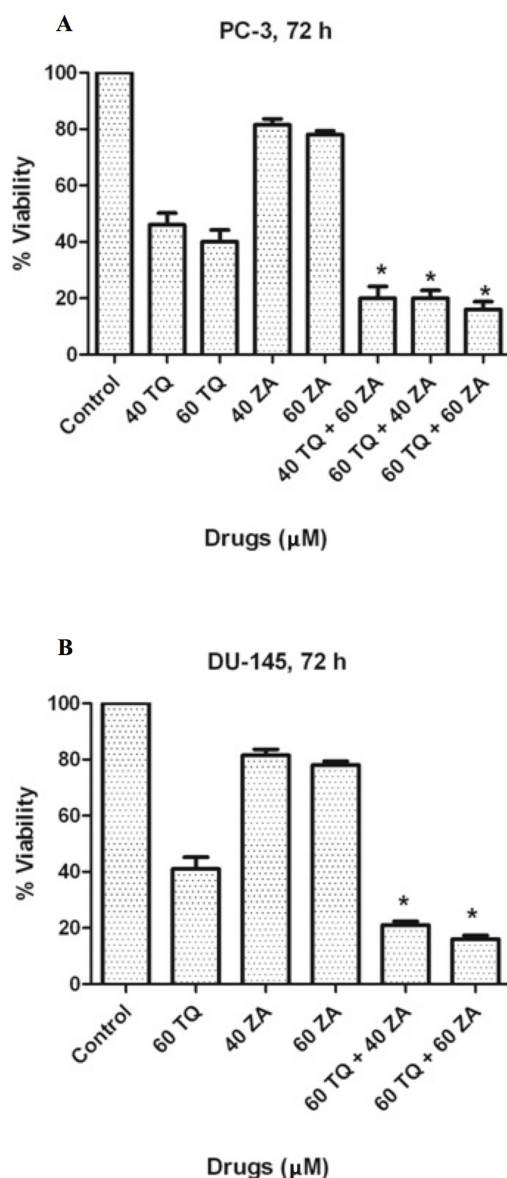 A
PC-3, 72 h
% Viability
100
80
60
40
20
0
* * *
Control
40 TQ
60 TQ
40 ZA
60 ZA
40 TQ + 60 ZA
60 TQ + 40 ZA
60 TQ + 60 ZA
Drugs (µM)
B
DU-145, 72 h
% Viability
100
80
60
40
20
0
* *
Control
60 TQ
40 ZA
60 ZA
60 TQ + 40 ZA
60 TQ + 60 ZA
Drugs (µM)